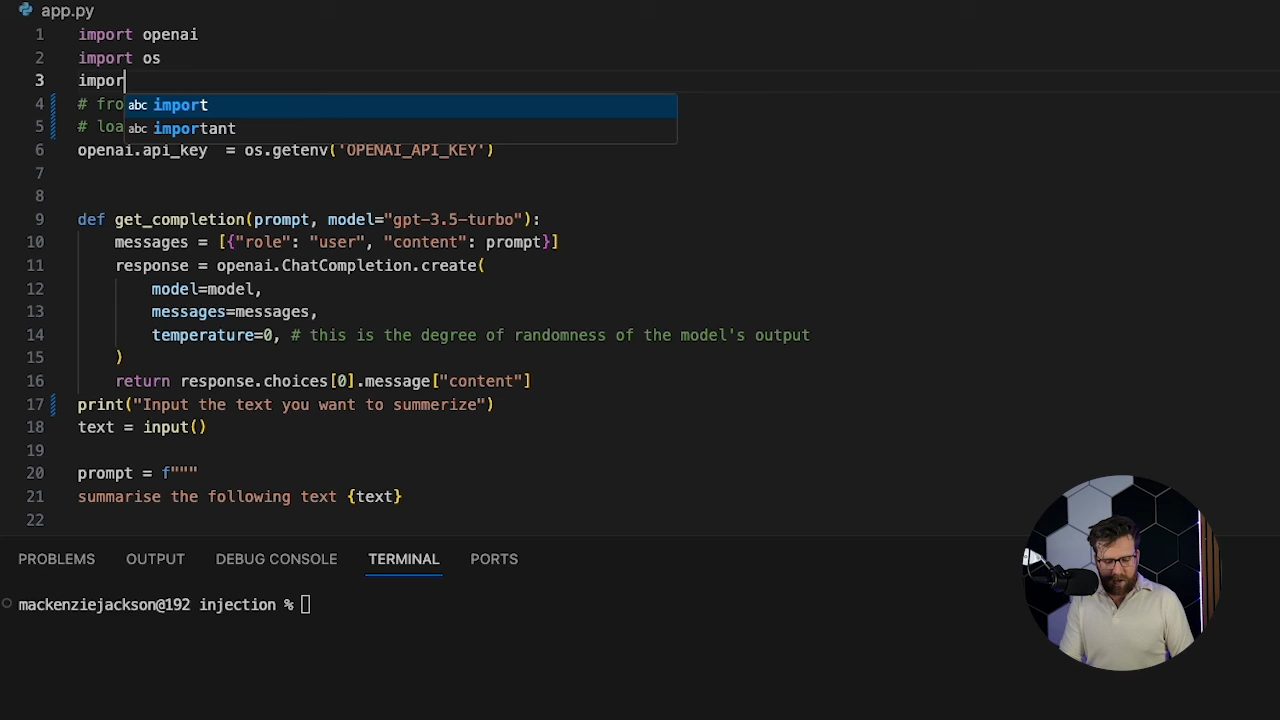 app.py
1 import openai
2 import os
3 impor
4 # fro abc import
5 # loa abc important
6 openai.api_key  = os.getenv('OPENAI_API_KEY')
7
8
9 def get_completion(prompt, model="gpt-3.5-turbo"):
10 messages = [{"role": "user", "content": prompt}]
11 response = openai.ChatCompletion.create(
12 model=model,
13 messages=messages,
14 temperature=0, # this is the degree of randomness of the model's output
15 )
16 return response.choices[0].message["content"]
17 print("Input the text you want to summerize")
18 text = input()
19
20 prompt = f"""
21 summarise the following text {text}
22
PROBLEMS OUTPUT DEBUG CONSOLE TERMINAL PORTS
mackenziejackson@192 injection %